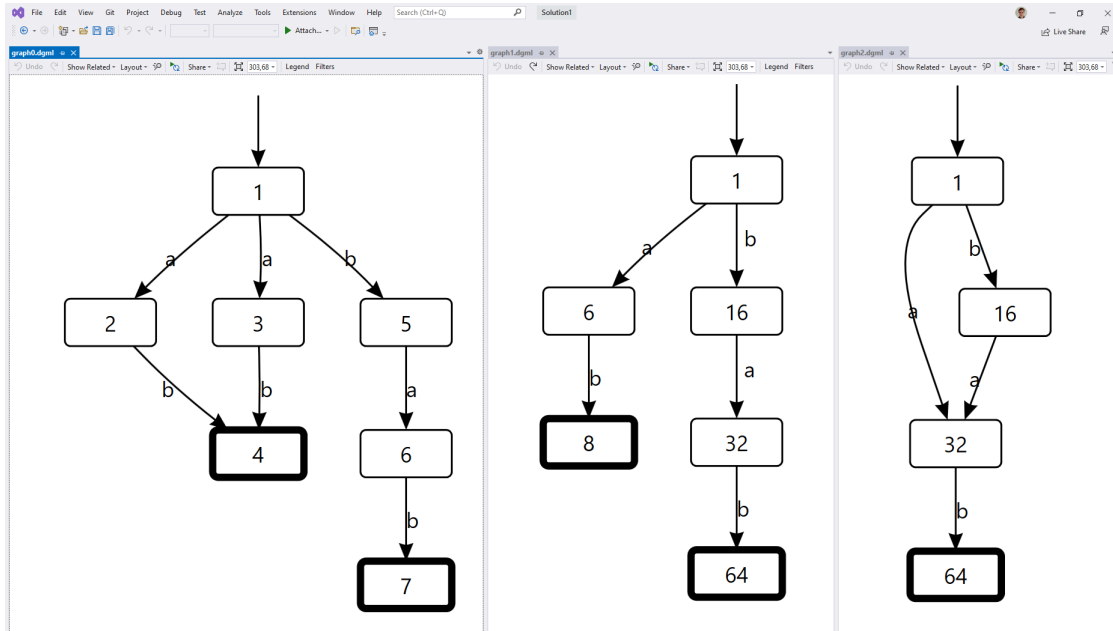 File Edit View Git Project Debug Test Analyze Tools Extensions Window Help Search (Ctrl+Q) Solution1
Attach... Live Share
graph0.dgml
Undo Show Related Layout Share 303,68 Legend Filters
1
a a b
2 3 5
b b a
4 6
b
7
graph1.dgml
Undo Show Related Layout Share 303,68 Legend Filters
1
a b
6 16
b a
8 32
b
64
graph2.dgml
Undo Show Related Layout Share 303,68
1
b
a 16
a
32
b
64